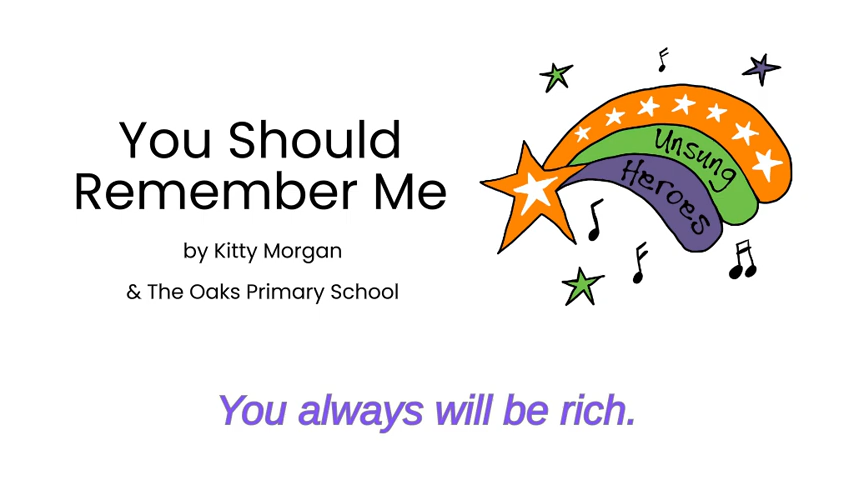 You Should
Remember Me
by Kitty Morgan
& The Oaks Primary School
Unsung
Heroes
You always will be rich.